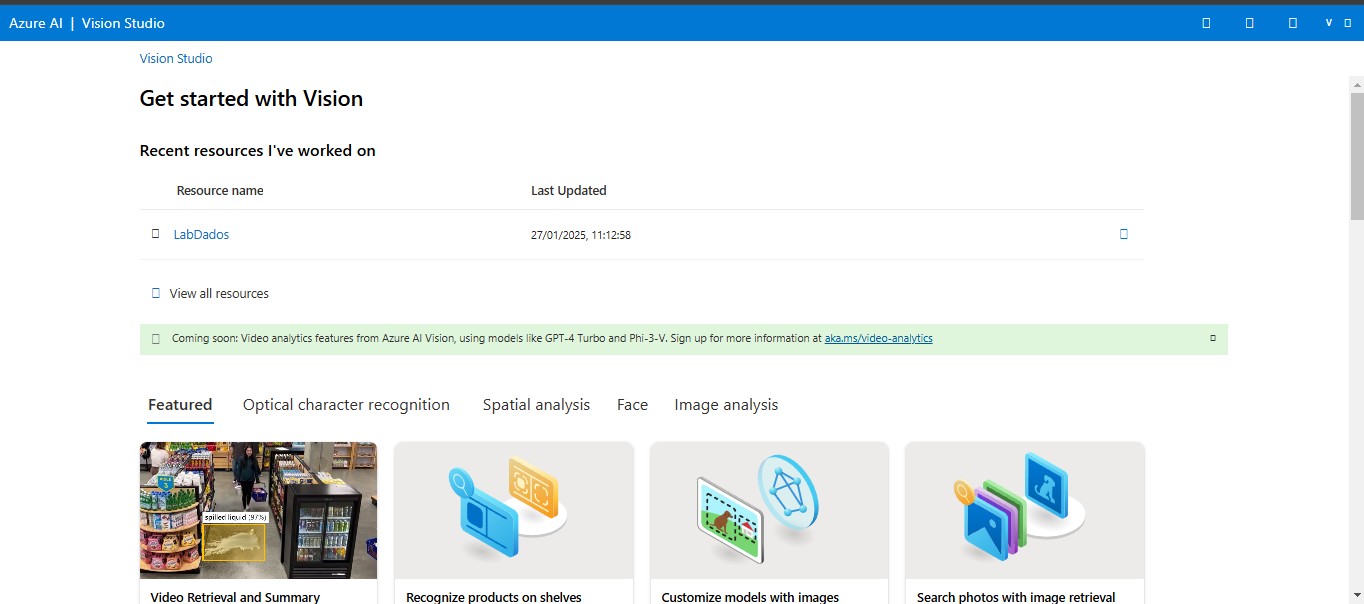 Azure AI | Vision Studio
v
Vision Studio
Get started with Vision
Recent resources I've worked on
Resource name Last Updated
LabDados 27/01/2025, 11:12:58
View all resources
Coming soon: Video analytics features from Azure AI Vision, using models like GPT-4 Turbo and Phi-3-V. Sign up for more information at aka.ms/video-analytics
Featured Optical character recognition Spatial analysis Face Image analysis
spilled liquid (97%)
Video Retrieval and Summary Recognize products on shelves Customize models with images Search photos with image retrieval